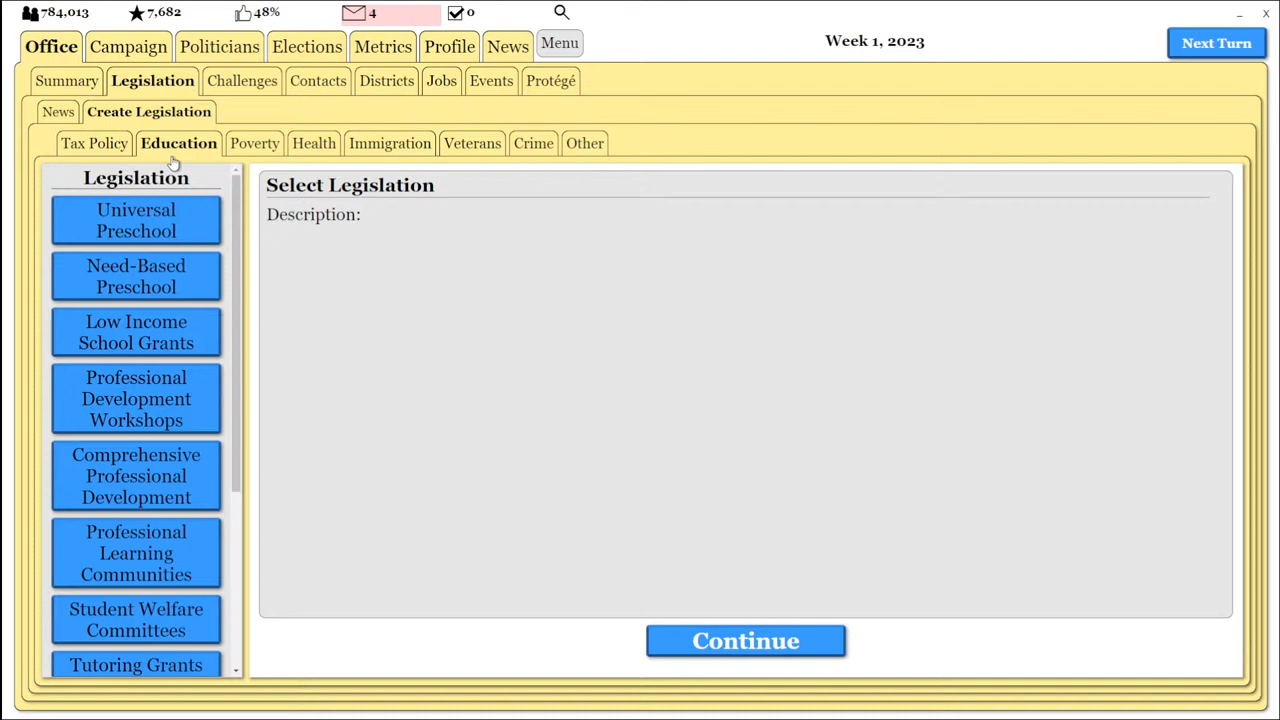 784,013 7,682 48% 4 0
_ X
Office Campaign Politicians Elections Metrics Profile News Menu
Week 1, 2023
Next Turn
Summary Legislation Challenges Contacts Districts Jobs Events Protégé
News Create Legislation
Tax Policy Education Poverty Health Immigration Veterans Crime Other
Legislation
Universal
Preschool
Need-Based
Preschool
Low Income
School Grants
Professional
Development
Workshops
Comprehensive
Professional
Development
Professional
Learning
Communities
Student Welfare
Committees
Tutoring Grants
Select Legislation
Description:
Continue